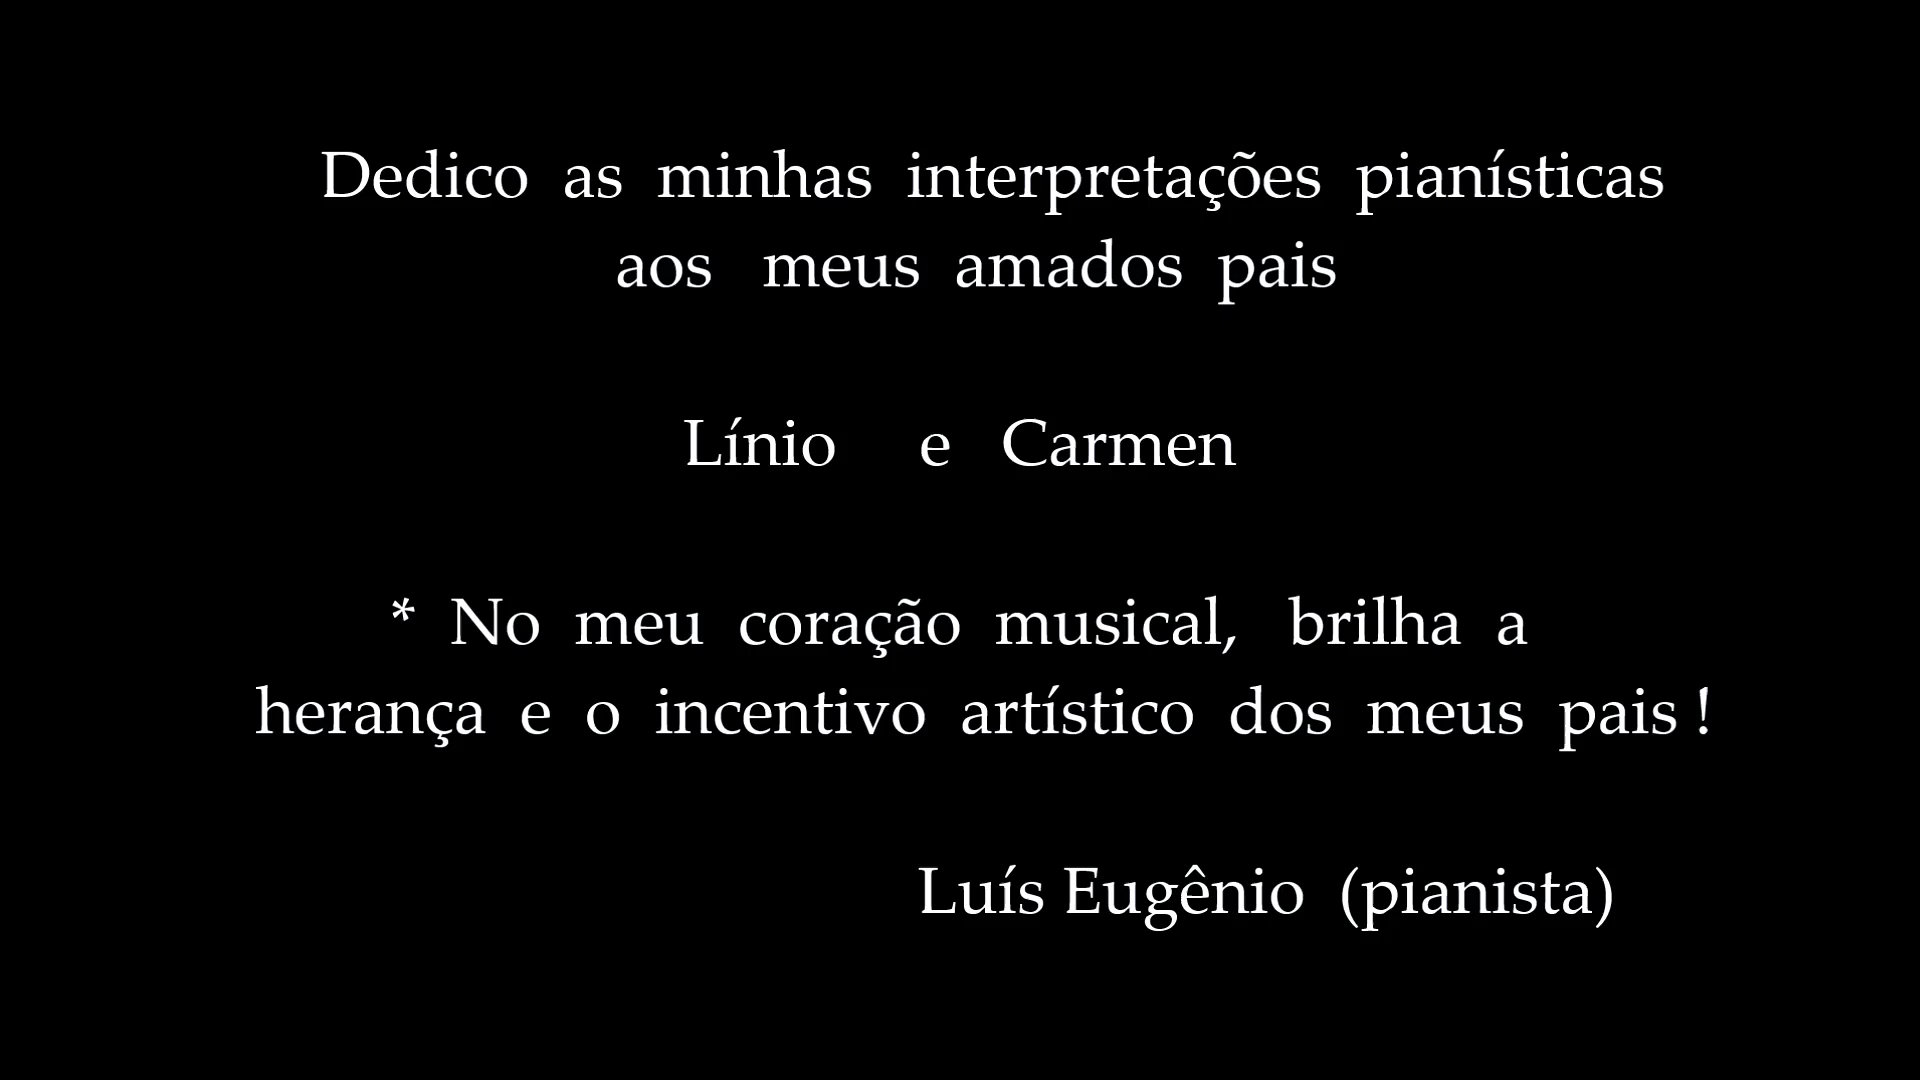 Dedico as minhas interpretações pianísticas
aos meus amados pais
Línio e Carmen
* No meu coração musical, brilha a
herança e o incentivo artístico dos meus pais !
Luís Eugênio (pianista)